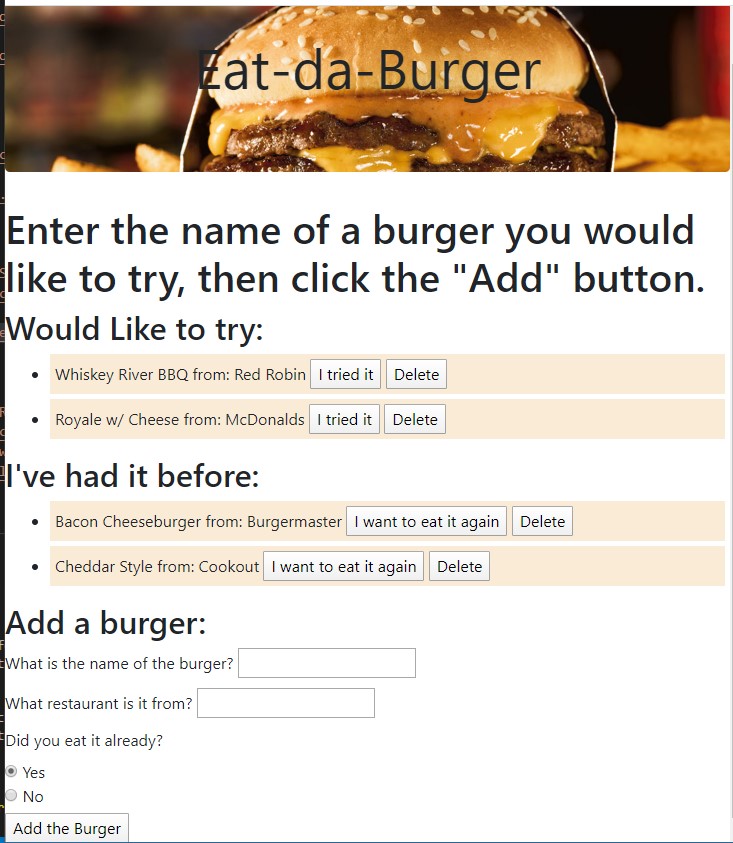 Eat-da-Burger
Enter the name of a burger you would
like to try, then click the "Add" button.
Would Like to try:
Whiskey River BBQ from: Red Robin I tried it Delete
Royale w/ Cheese from: McDonalds I tried it Delete
I've had it before:
Bacon Cheeseburger from: Burgermaster I want to eat it again Delete
Cheddar Style from: Cookout I want to eat it again Delete
Add a burger:
What is the name of the burger?
What restaurant is it from?
Did you eat it already?
Yes
No
Add the Burger